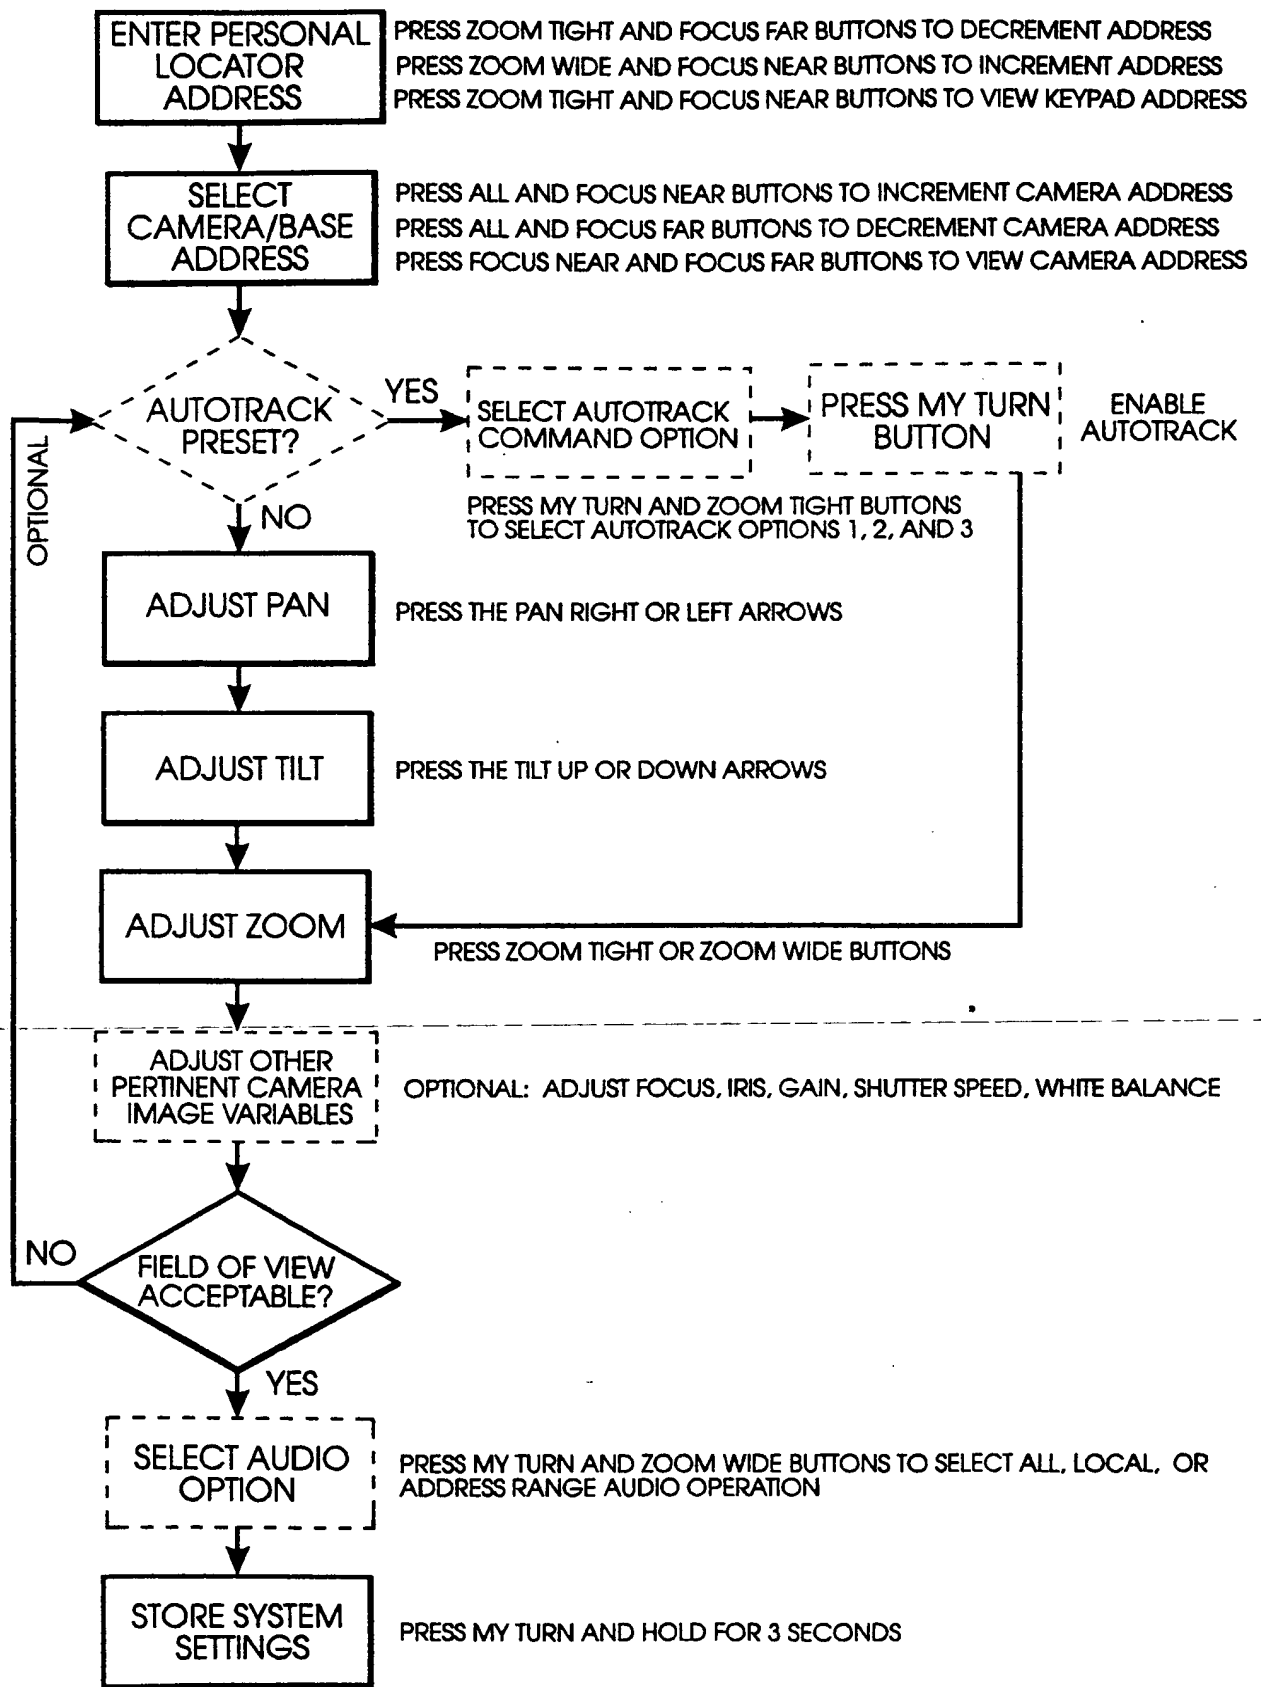 ENTER PERSONAL
LOCATOR
ADDRESS
PRESS ZOOM TIGHT AND FOCUS FAR BUTTONS TO DECREMENT ADDRESS
PRESS ZOOM WIDE AND FOCUS NEAR BUTTONS TO INCREMENT ADDRESS
PRESS ZOOM TIGHT AND FOCUS NEAR BUTTONS TO VIEW KEYPAD ADDRESS
SELECT
CAMERA/BASE
ADDRESS
PRESS ALL AND FOCUS NEAR BUTTONS TO INCREMENT CAMERA ADDRESS
PRESS ALL AND FOCUS FAR BUTTONS TO DECREMENT CAMERA ADDRESS
PRESS FOCUS NEAR AND FOCUS FAR BUTTONS TO VIEW CAMERA ADDRESS
AUTOTRACK
PRESET?
YES
SELECT AUTOTRACK
COMMAND OPTION
PRESS MY TURN
BUTTON
ENABLE
AUTOTRACK
OPTIONAL
NO
PRESS MY TURN AND ZOOM TIGHT BUTTONS
TO SELECT AUTOTRACK OPTIONS 1, 2, AND 3
ADJUST PAN
PRESS THE PAN RIGHT OR LEFT ARROWS
ADJUST TILT
PRESS THE TILT UP OR DOWN ARROWS
ADJUST ZOOM
PRESS ZOOM TIGHT OR ZOOM WIDE BUTTONS
ADJUST OTHER
PERTINENT CAMERA
IMAGE VARIABLES
OPTIONAL: ADJUST FOCUS, IRIS, GAIN, SHUTTER SPEED, WHITE BALANCE
NO
FIELD OF VIEW
ACCEPTABLE?
YES
SELECT AUDIO
OPTION
PRESS MY TURN AND ZOOM WIDE BUTTONS TO SELECT ALL, LOCAL, OR
ADDRESS RANGE AUDIO OPERATION
STORE SYSTEM
SETTINGS
PRESS MY TURN AND HOLD FOR 3 SECONDS